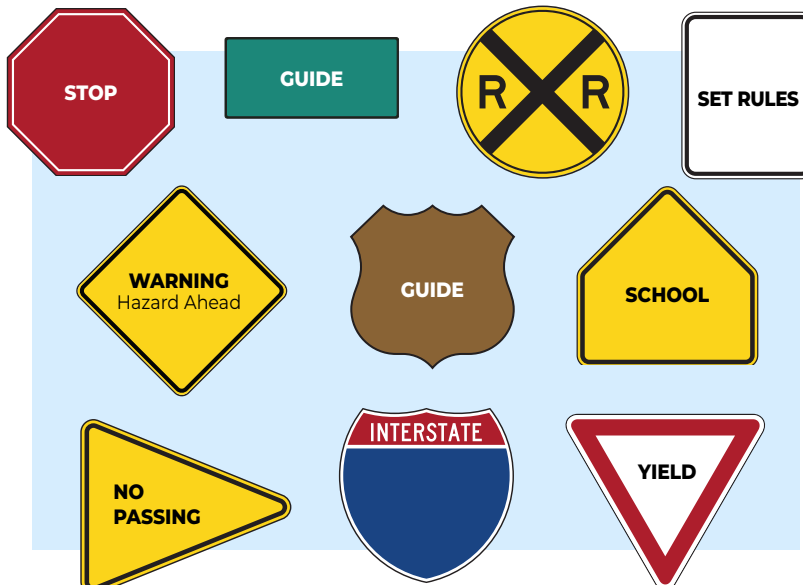 STOP
GUIDE
R R
SET RULES
WARNING
Hazard Ahead
GUIDE
SCHOOL
NO
PASSING
INTERSTATE
YIELD